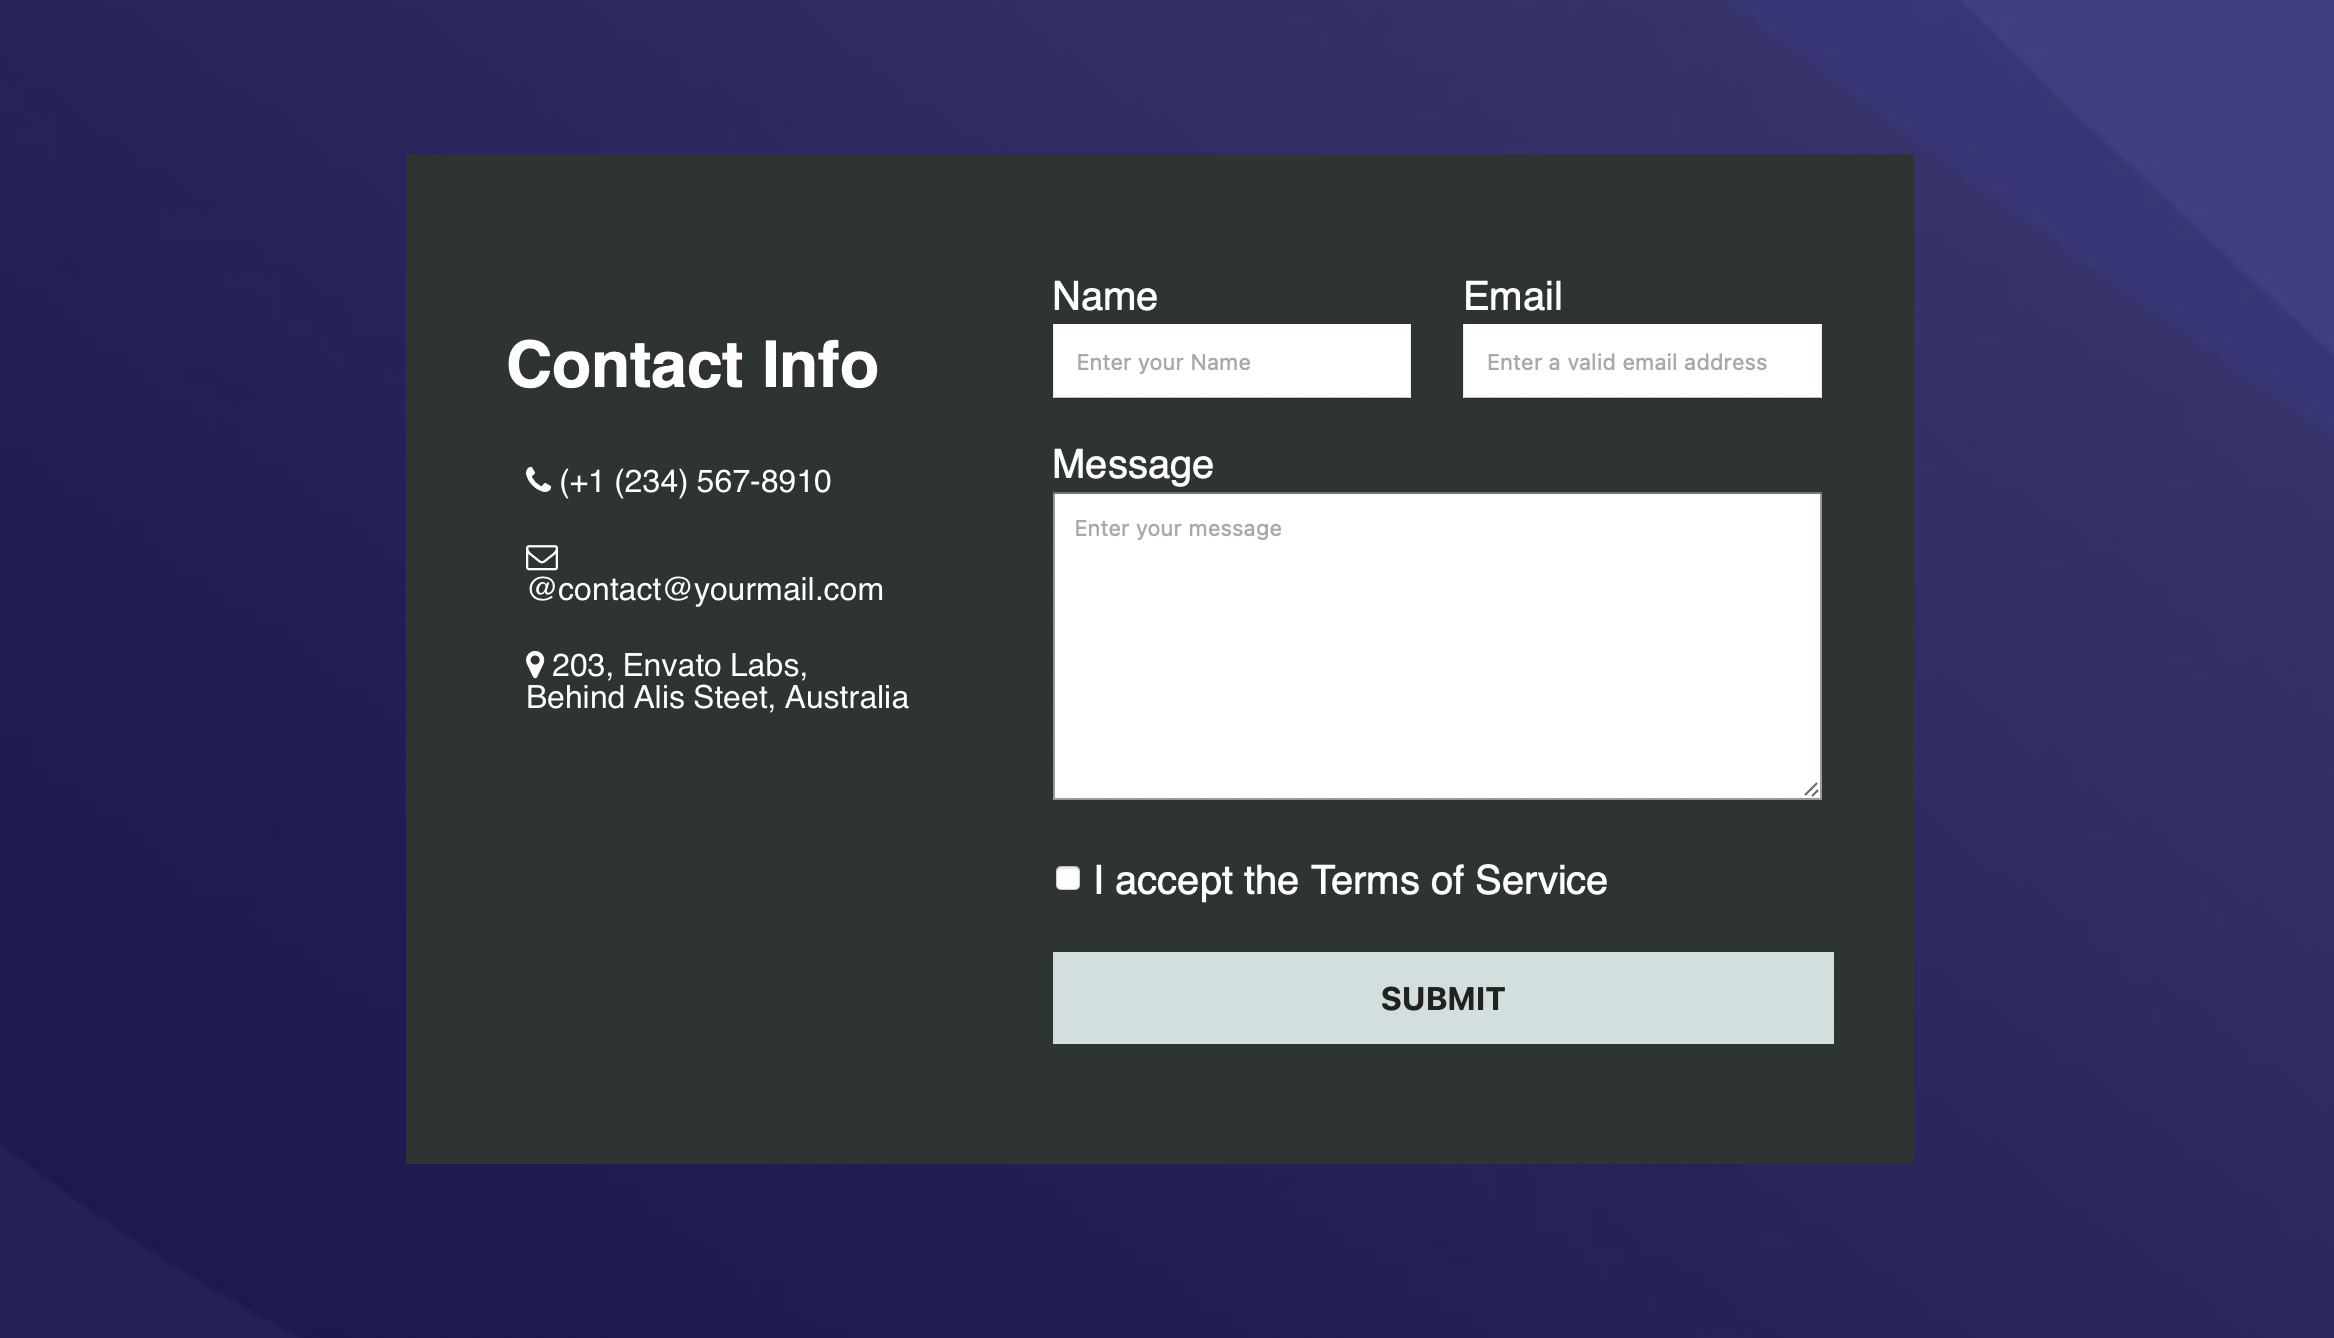 Contact Info
(+1 (234) 567-8910
@contact@yourmail.com
203, Envato Labs,
Behind Alis Steet, Australia
Name
Enter your Name
Email
Enter a valid email address
Message
Enter your message
I accept the Terms of Service
SUBMIT